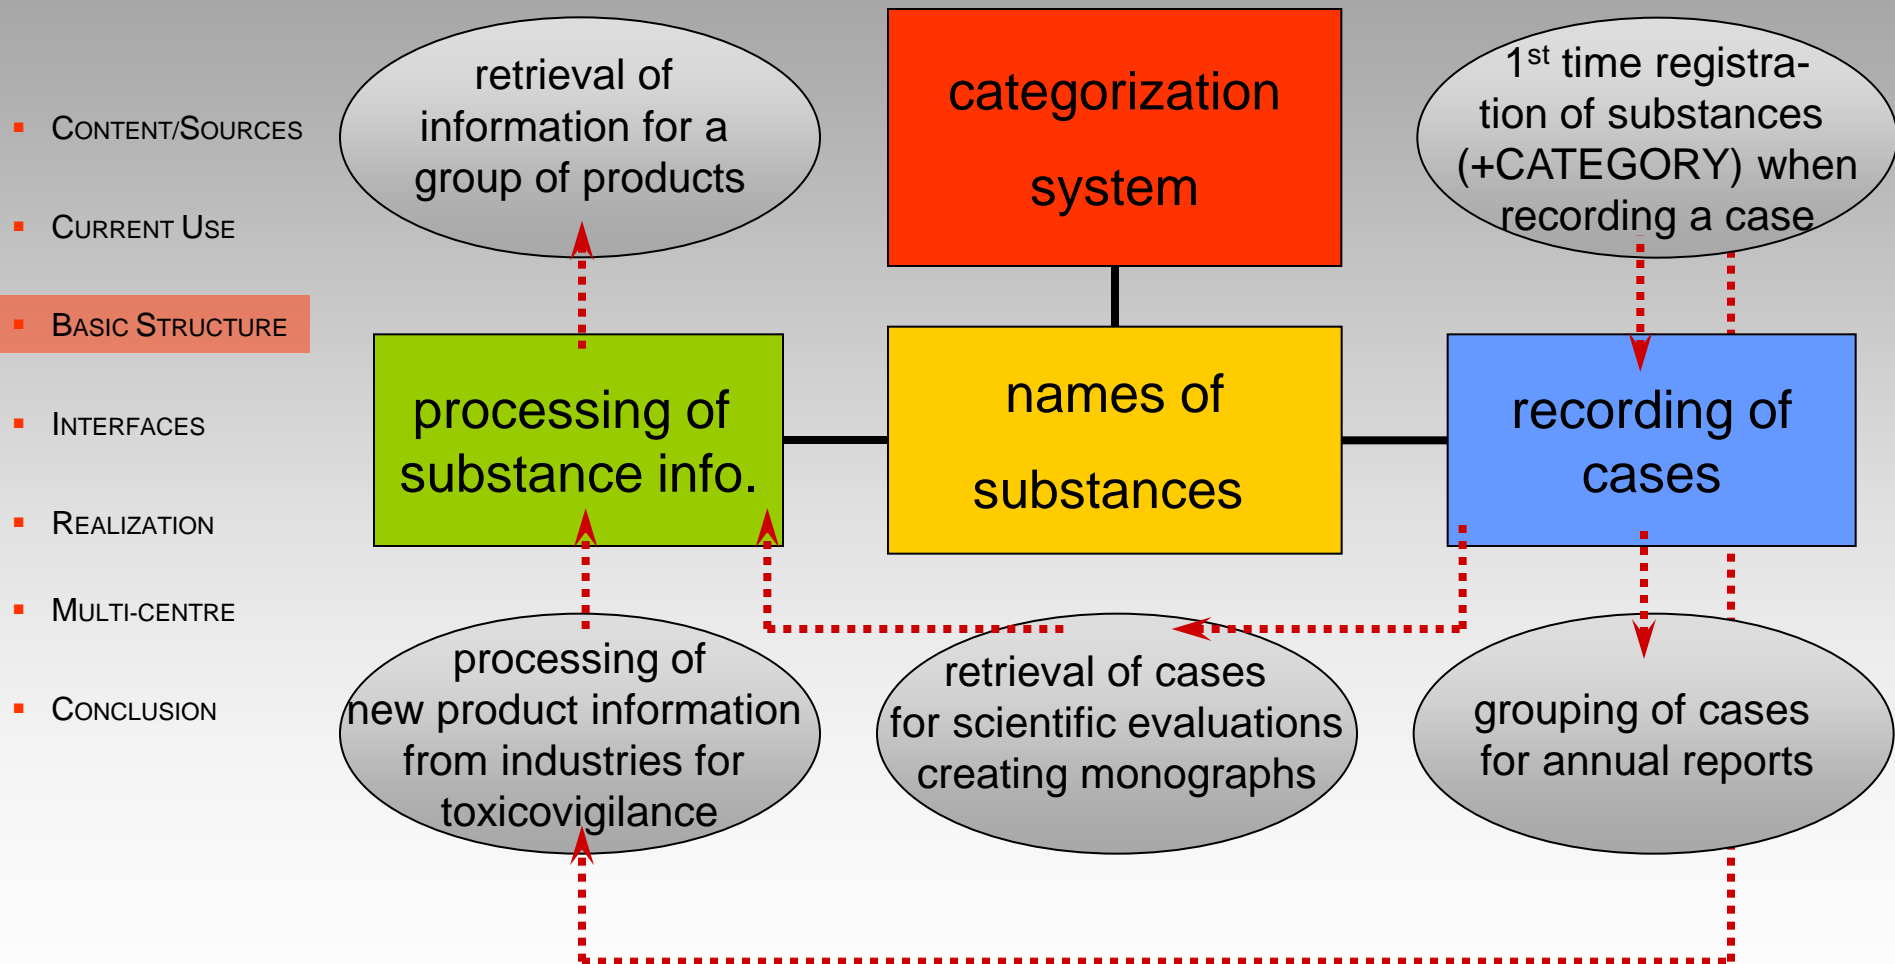 Content/Sources
Current Use
Basic Structure
Interfaces
Realization
Multi-centre
Conclusion
retrieval of
information for a
group of products
categorization
system
1st time registra-
tion of substances
(+CATEGORY) when
recording a case
processing of
substance info.
names of
substances
recording of
cases
processing of
new product information
from industries for
toxicovigilance
retrieval of cases
for scientific evaluations
creating monographs
grouping of cases
for annual reports